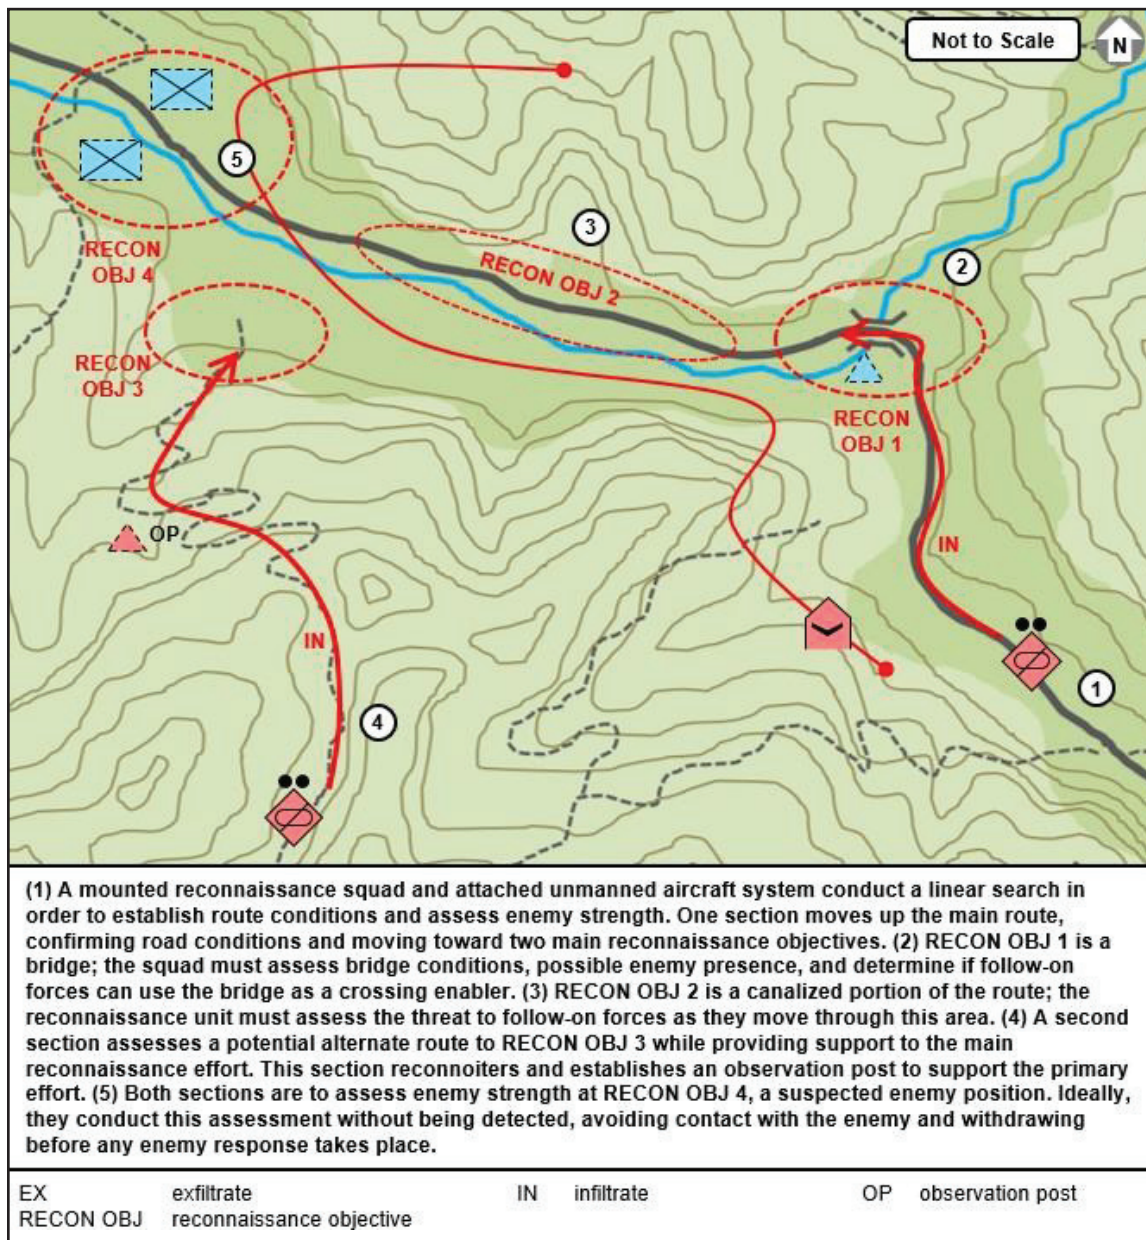 Not to Scale
N
5
3
RECON
OBJ 4
RECON OBJ 2
2
RECON
OBJ 3
RECON
OBJ 1
OP
IN
IN
4
1
(1) A mounted reconnaissance squad and attached unmanned aircraft system conduct a linear search in
order to establish route conditions and assess enemy strength. One section moves up the main route,
confirming road conditions and moving toward two main reconnaissance objectives. (2) RECON OBJ 1 is a
bridge; the squad must assess bridge conditions, possible enemy presence, and determine if follow-on
forces can use the bridge as a crossing enabler. (3) RECON OBJ 2 is a canalized portion of the route; the
reconnaissance unit must assess the threat to follow-on forces as they move through this area. (4) A second
section assesses a potential alternate route to RECON OBJ 3 while providing support to the main
reconnaissance effort. This section reconnoiters and establishes an observation post to support the primary
effort. (5) Both sections are to assess enemy strength at RECON OBJ 4, a suspected enemy position. Ideally,
they conduct this assessment without being detected, avoiding contact with the enemy and withdrawing
before any enemy response takes place.
EX exfiltrate IN infiltrate OP observation post
RECON OBJ reconnaissance objective